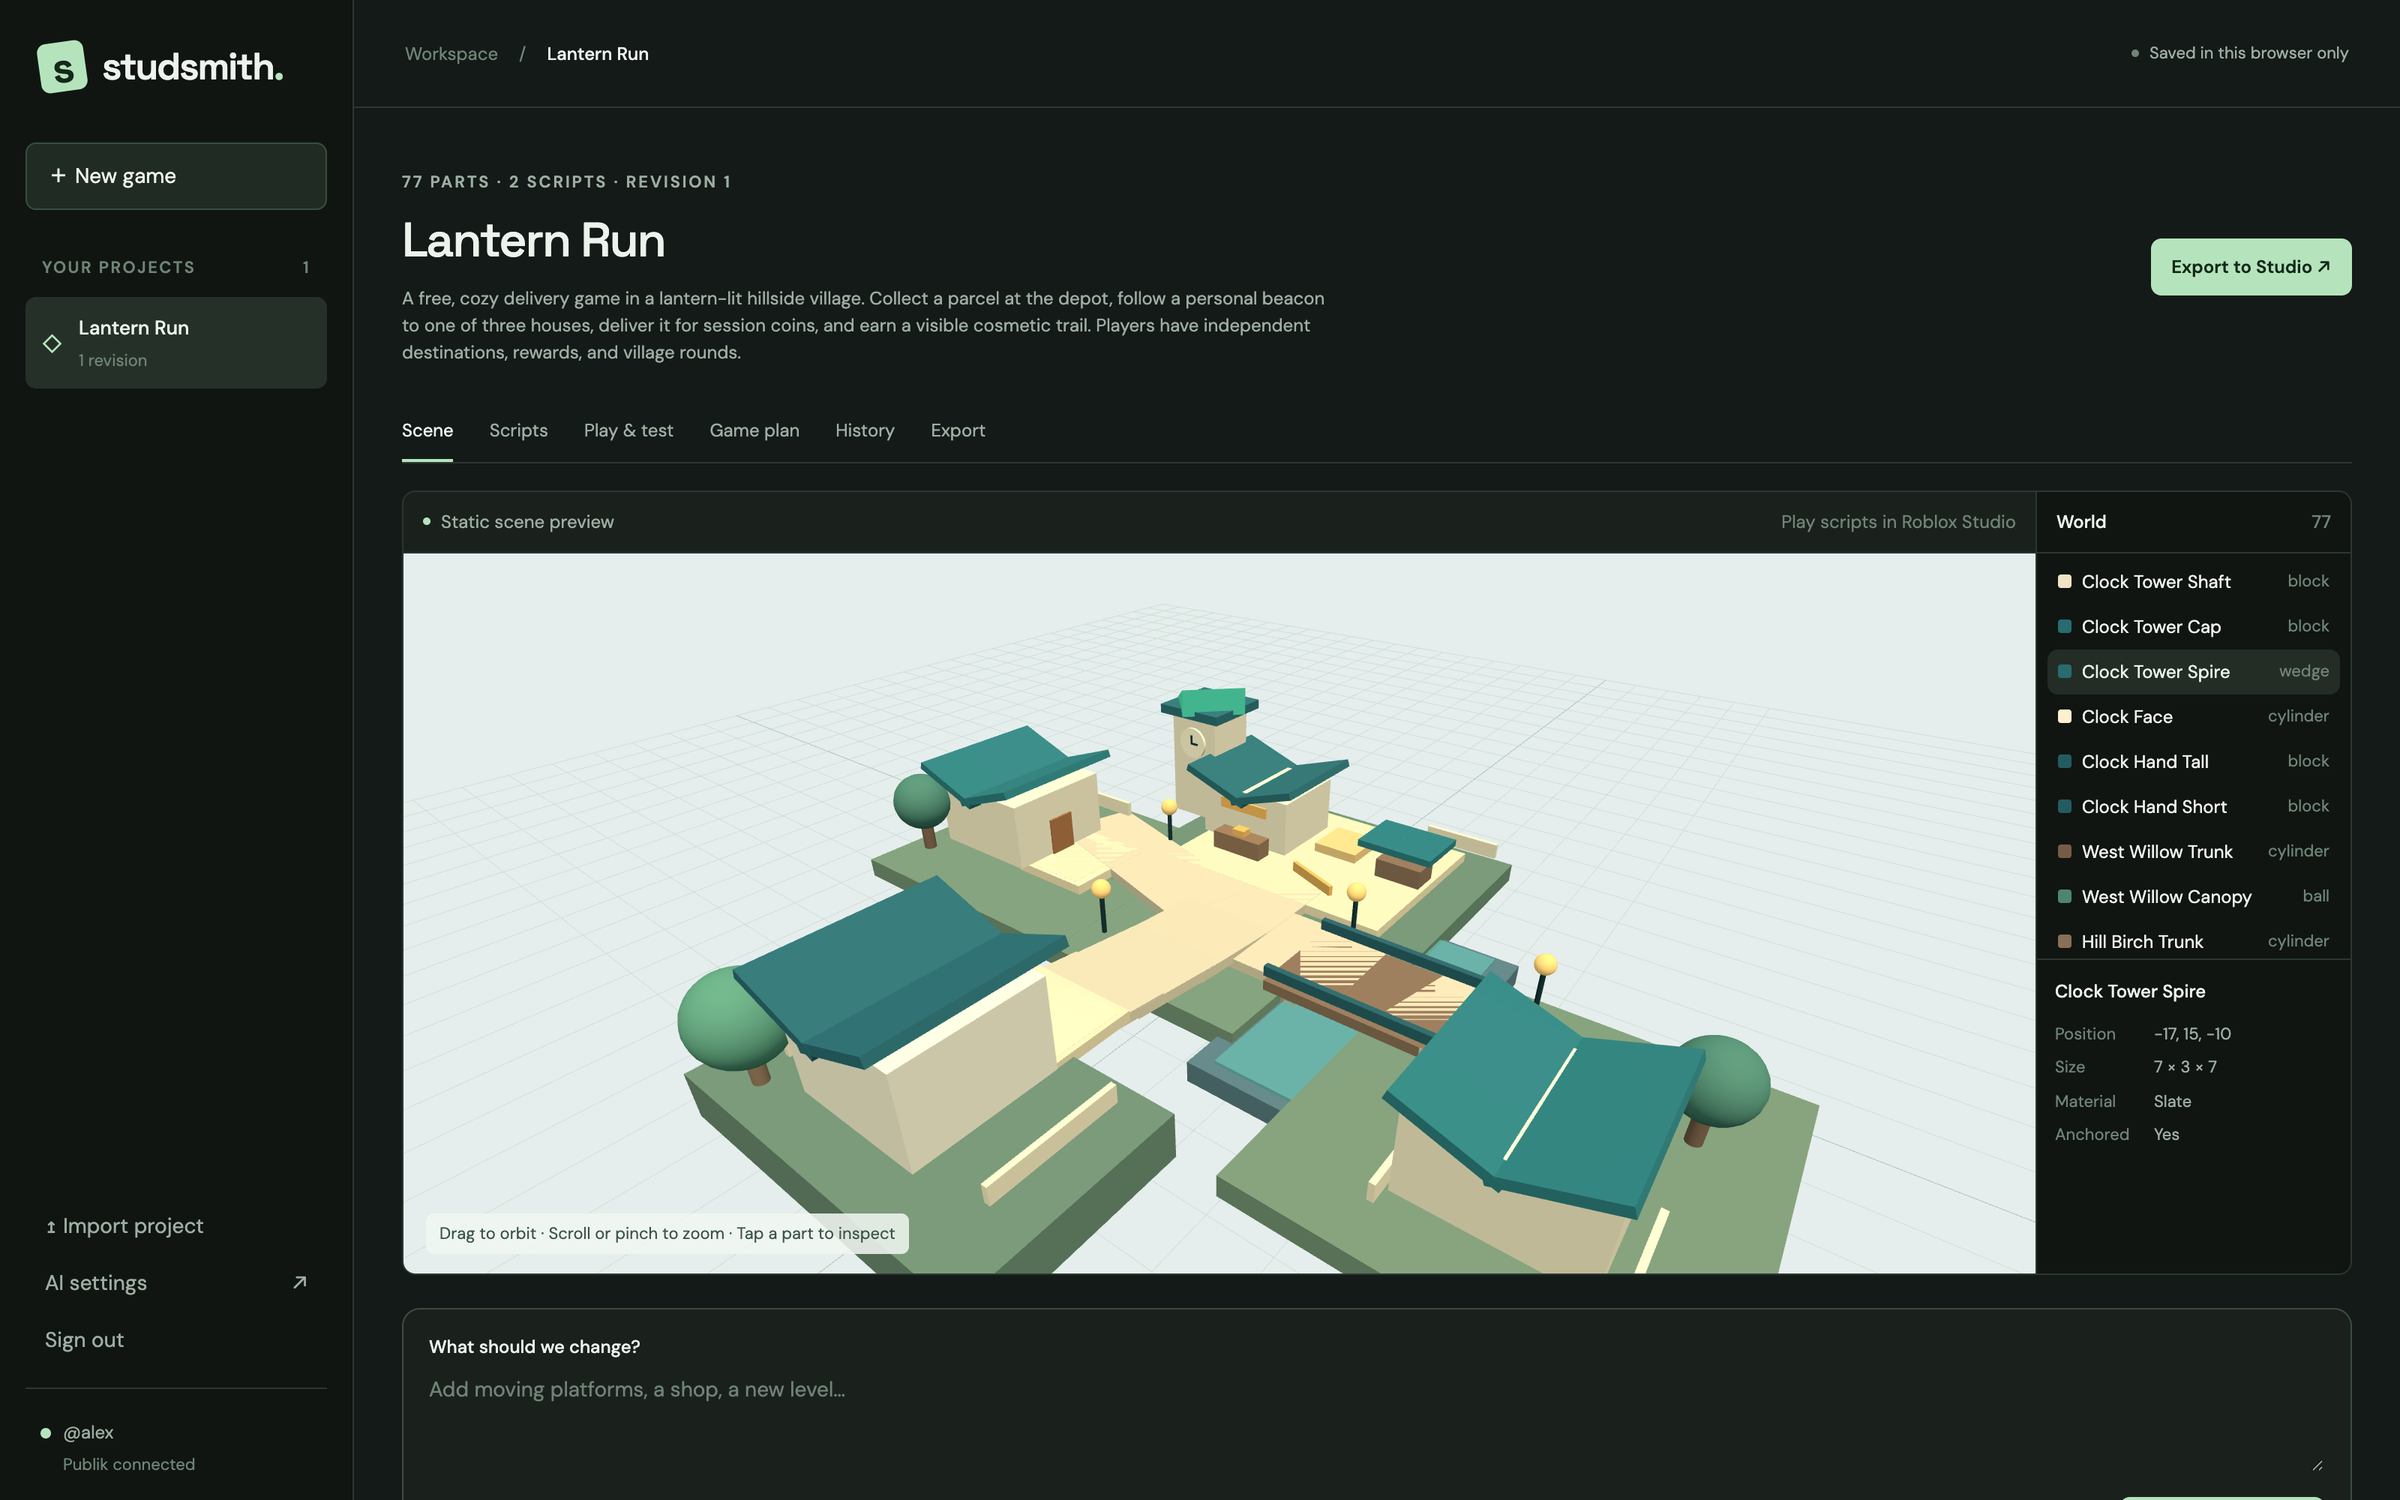 s studsmith.
+ New game
YOUR PROJECTS 1
Lantern Run
1 revision
Import project
AI settings
Sign out
@alex
Publik connected
Workspace / Lantern Run
Saved in this browser only
77 PARTS · 2 SCRIPTS · REVISION 1
Lantern Run
A free, cozy delivery game in a lantern-lit hillside village. Collect a parcel at the depot, follow a personal beacon
to one of three houses, deliver it for session coins, and earn a visible cosmetic trail. Players have independent
destinations, rewards, and village rounds.
Export to Studio ↗
Scene Scripts Play & test Game plan History Export
Static scene preview
Play scripts in Roblox Studio
Drag to orbit · Scroll or pinch to zoom · Tap a part to inspect
World 77
Clock Tower Shaft block
Clock Tower Cap block
Clock Tower Spire wedge
Clock Face cylinder
Clock Hand Tall block
Clock Hand Short block
West Willow Trunk cylinder
West Willow Canopy ball
Hill Birch Trunk cylinder
Clock Tower Spire
Position -17, 15, -10
Size 7 × 3 × 7
Material Slate
Anchored Yes
What should we change?
Add moving platforms, a shop, a new level...